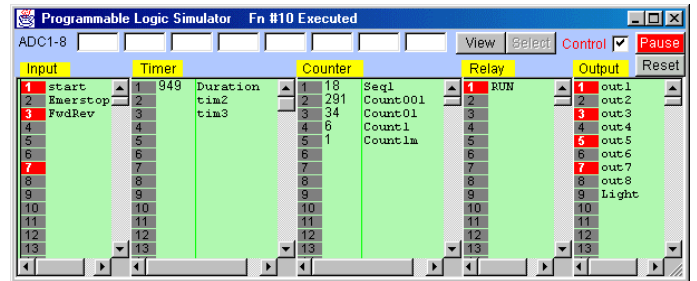 Programmable Logic Simulator Fn #10 Executed
ADC1-8 View Select Control Pause
Input Timer Counter Relay Output Reset
1 start 1 949 Duration 1 18 Seq1 1 RUN 1 out1
2 Emerstop 2 tim2 2 291 Count001 2 2 out2
3 FwdRev 3 tim3 3 34 Count01 3 3 out3
4 4 4 6 Count1 4 4 out4
5 5 5 1 Count1m 5 5 out5
6 6 6 6 6 out6
7 7 7 7 7 out7
8 8 8 8 8 out8
9 9 9 9 9 Light
10 10 10 10 10
11 11 11 11 11
12 12 12 12 12
13 13 13 13 13